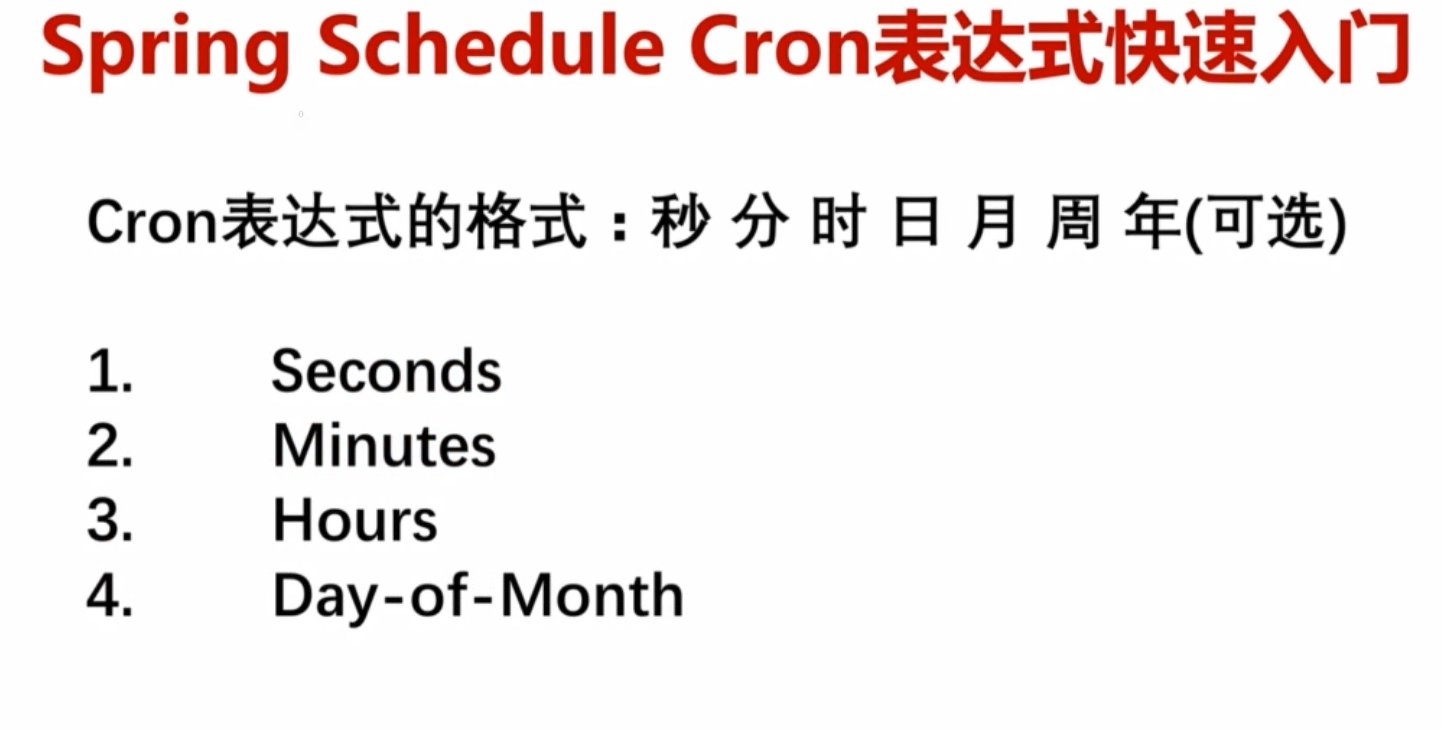 Spring Schedule Cron表达式快速入门
Cron表达式的格式：秒 分 时 日 月 周 年(可选)
1. Seconds
2. Minutes
3. Hours
4. Day-of-Month